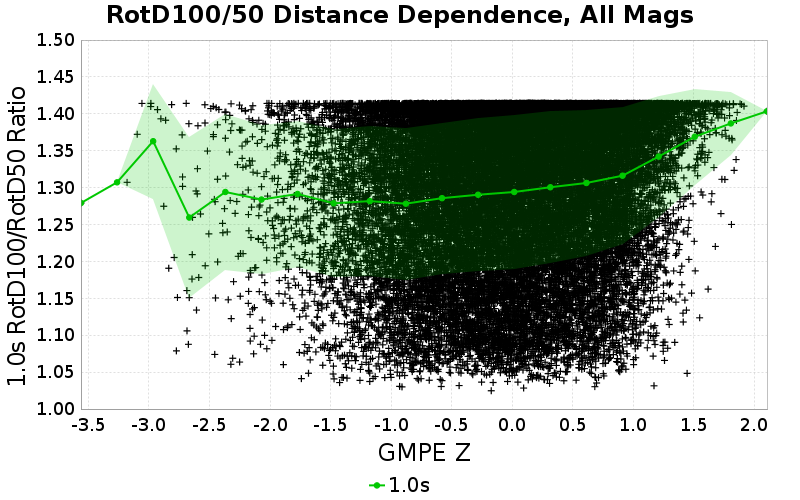 RotD100/50 Distance Dependence, All Mags
1.0s RotD100/RotD50 Ratio
1.50
1.45
1.40
1.35
1.30
1.25
1.20
1.15
1.10
1.05
1.00
-3.5 -3.0 -2.5 -2.0 -1.5 -1.0 -0.5 0.0 0.5 1.0 1.5 2.0
GMPE Z
1.0s